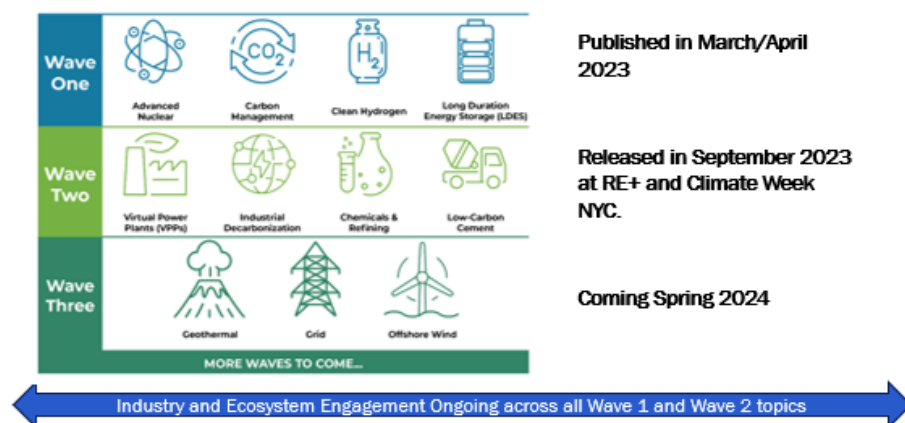 Wave
One
CO₂
H₂
Advanced
Nuclear
Carbon
Management
Clean Hydrogen
Long Duration
Energy Storage (LDES)
Published in March/April
2023
Wave
Two
Virtual Power
Plants (VPPs)
Industrial
Decarbonization
Chemicals &
Refining
Low-Carbon
Cement
Released in September 2023
at RE+ and Climate Week
NYC.
Wave
Three
Geothermal
Grid
Offshore Wind
Coming Spring 2024
MORE WAVES TO COME...
Industry and Ecosystem Engagement Ongoing across all Wave 1 and Wave 2 topics